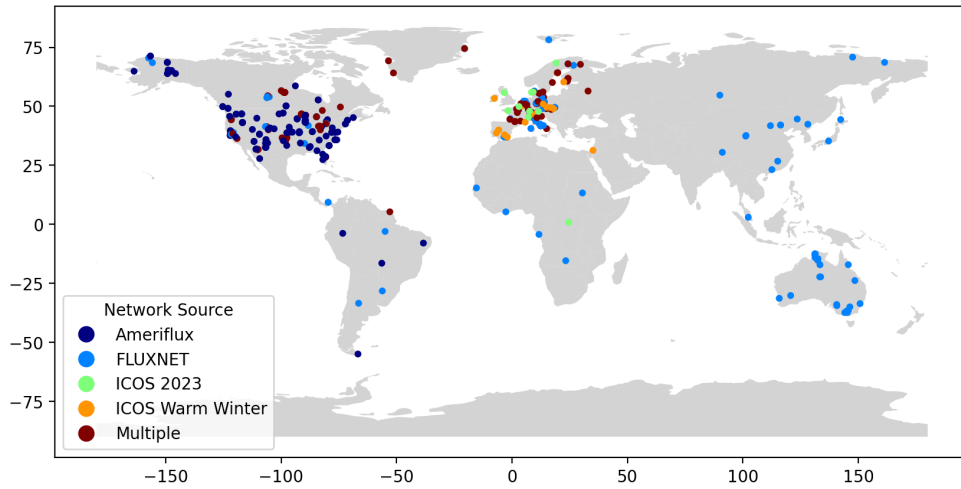 75
50
25
0
−25
−50
−75
Network Source
Ameriflux
FLUXNET
ICOS 2023
ICOS Warm Winter
Multiple
−150 −100 −50 0 50 100 150